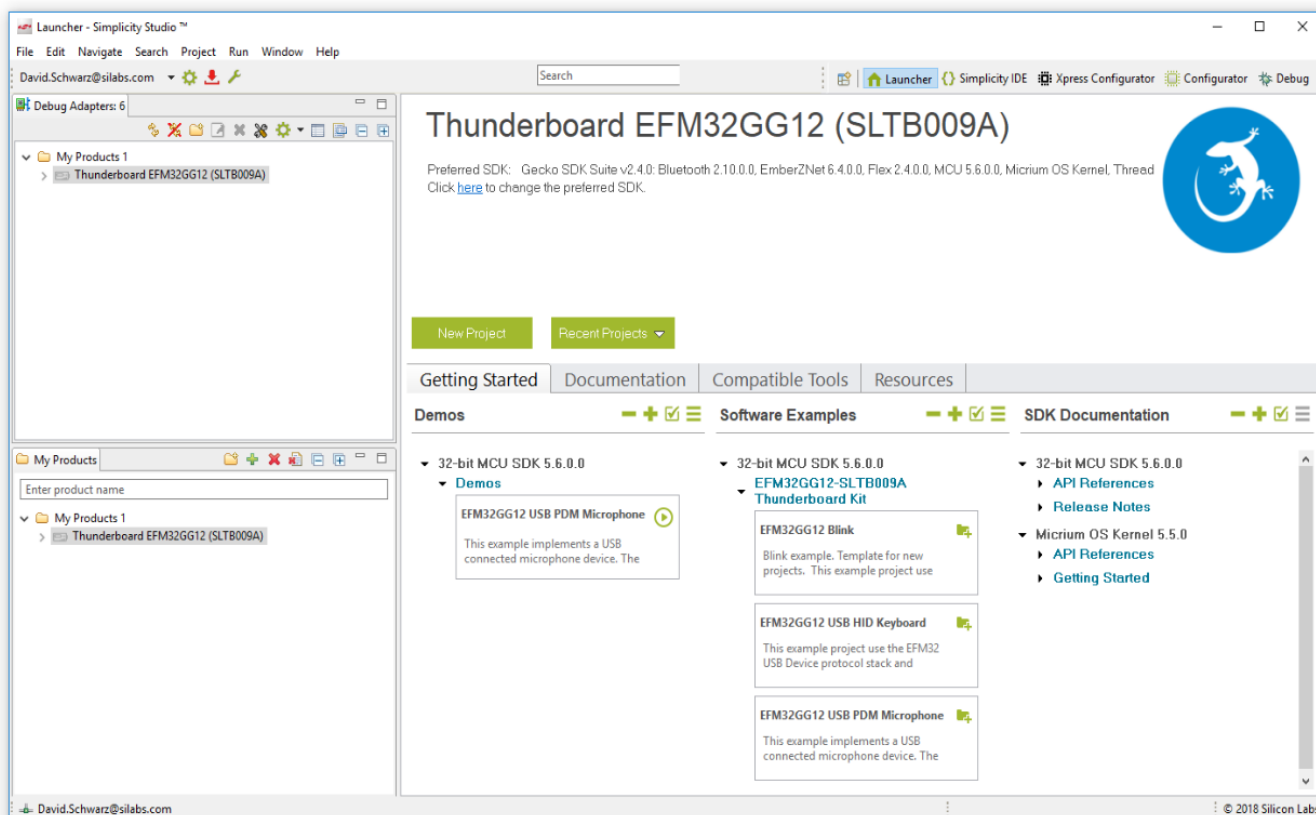 Launcher - Simplicity Studio ™
File Edit Navigate Search Project Run Window Help
David.Schwarz@silabs.com
Search
Launcher
Simplicity IDE
Xpress Configurator
Configurator
Debug
Debug Adapters: 6
My Products 1
Thunderboard EFM32GG12 (SLTB009A)
My Products
Enter product name
My Products 1
Thunderboard EFM32GG12 (SLTB009A)
Thunderboard EFM32GG12 (SLTB009A)
Preferred SDK: Gecko SDK Suite v2.4.0: Bluetooth 2.10.0.0, EmberZNet 6.4.0.0, Flex 2.4.0.0, MCU 5.6.0.0, Micrium OS Kernel, Thread
Click here to change the preferred SDK.
New Project
Recent Projects
Getting Started
Documentation
Compatible Tools
Resources
Demos
32-bit MCU SDK 5.6.0.0
Demos
EFM32GG12 USB PDM Microphone
This example implements a USB
connected microphone device. The
Software Examples
32-bit MCU SDK 5.6.0.0
EFM32GG12-SLTB009A
Thunderboard Kit
EFM32GG12 Blink
Blink example. Template for new
projects. This example project use
EFM32GG12 USB HID Keyboard
This example project use the EFM32
USB Device protocol stack and
EFM32GG12 USB PDM Microphone
This example implements a USB
connected microphone device. The
SDK Documentation
32-bit MCU SDK 5.6.0.0
API References
Release Notes
Micrium OS Kernel 5.5.0
API References
Getting Started
David.Schwarz@silabs.com
© 2018 Silicon Labs